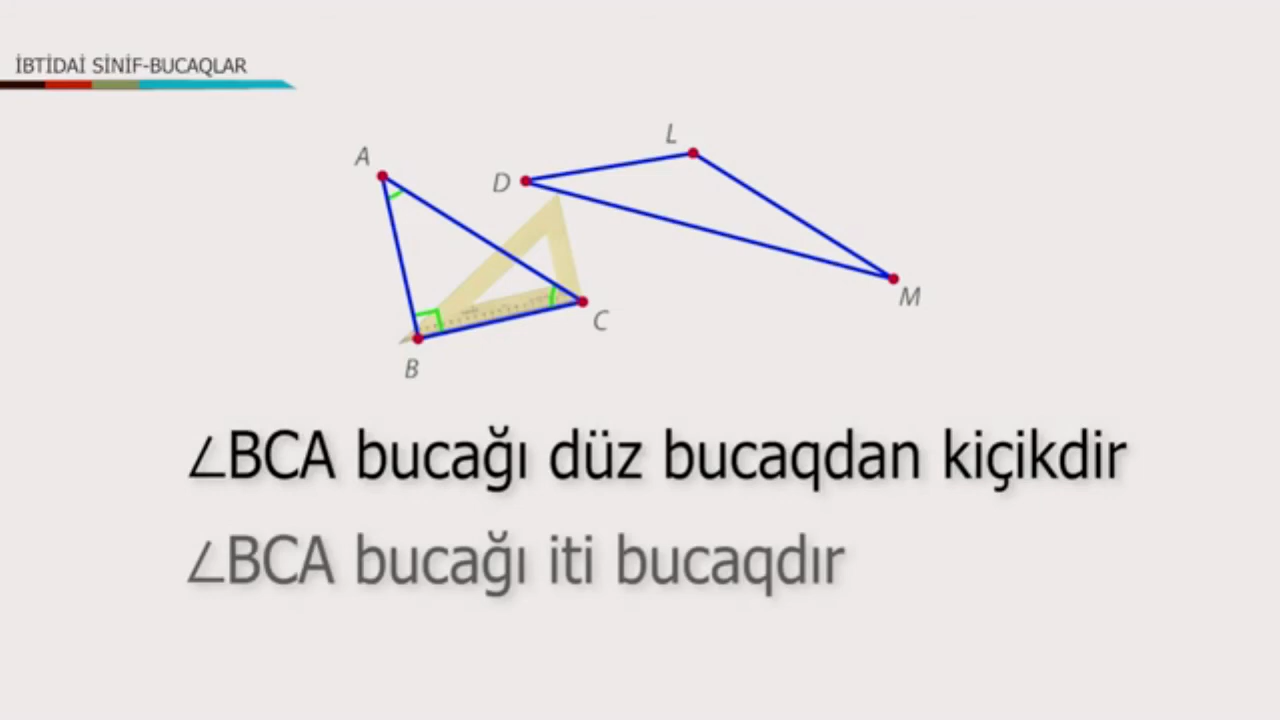 İBTİDAİ SİNİF-BUCAQLAR
L
A
D
M
C
B
∠BCA bucağı düz bucaqdan kiçikdir
∠BCA bucağı iti bucaqdır